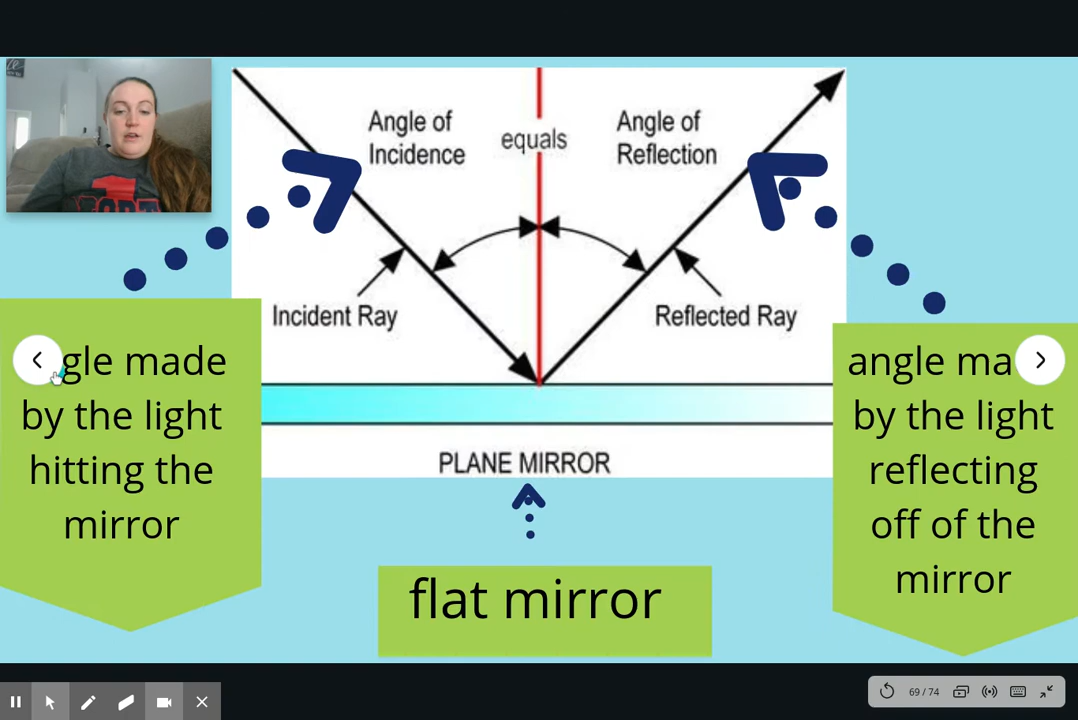 Angle of
Incidence
equals
Angle of
Reflection
Incident Ray
Reflected Ray
PLANE MIRROR
gle made
by the light
hitting the
mirror
flat mirror
angle ma
by the light
reflecting
off of the
mirror
69 / 74